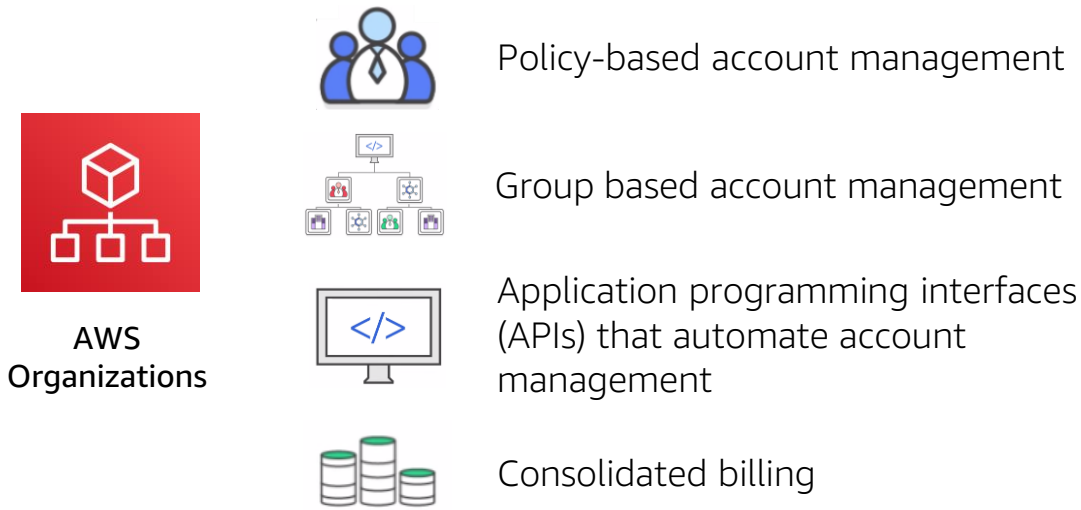 Policy-based account management
</>
Group based account management
AWS
Organizations
</>
Application programming interfaces
(APIs) that automate account
management
Consolidated billing